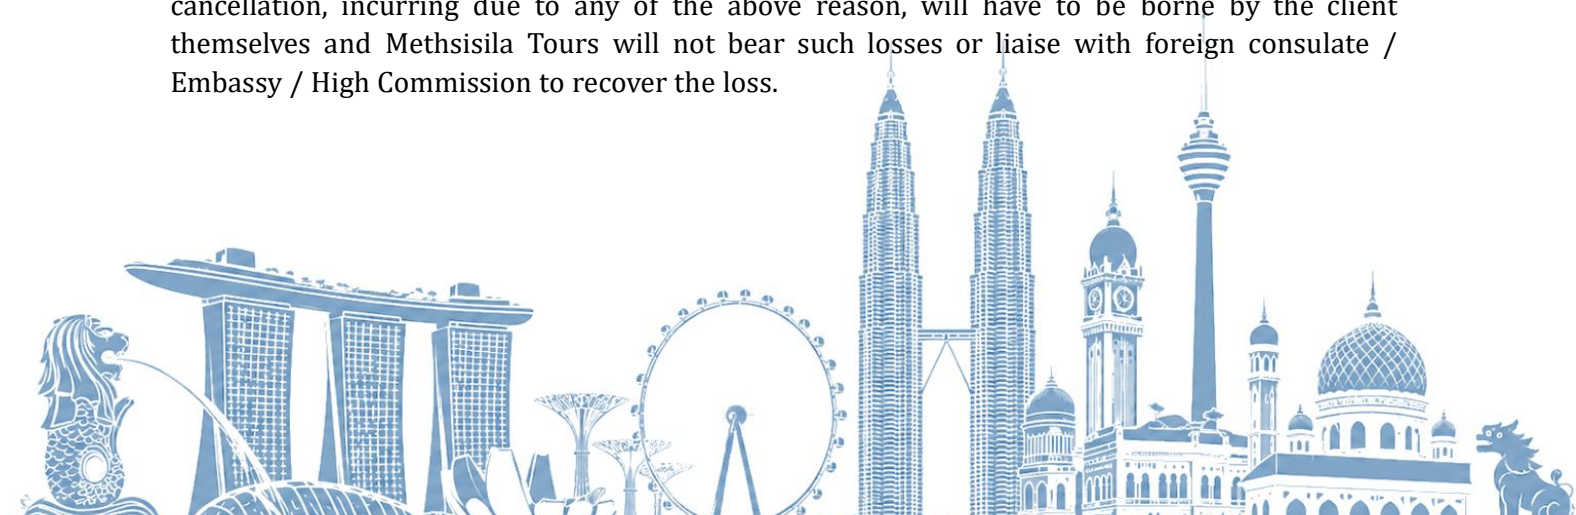 cancellation, incurring due to any of the above reason, will have to be borne by the client
themselves and Methsisila Tours will not bear such losses or liaise with foreign consulate /
Embassy / High Commission to recover the loss.